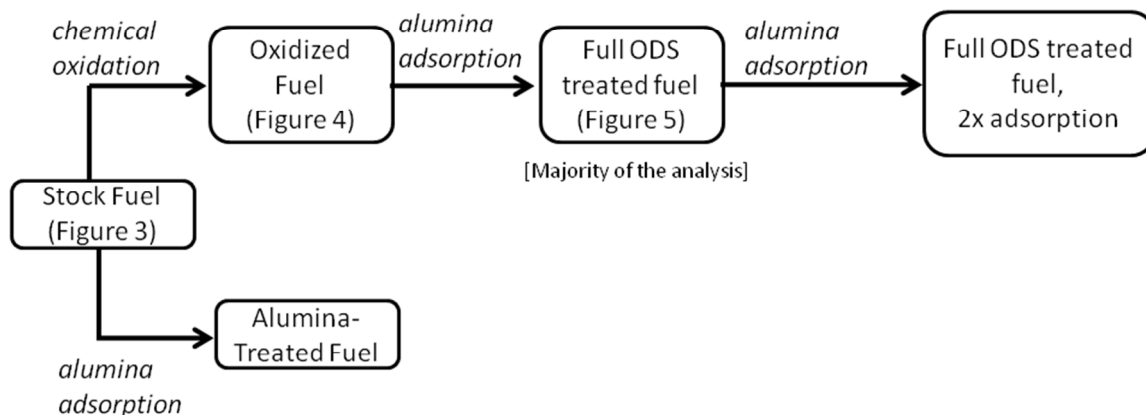 chemical
oxidation
Oxidized
Fuel
(Figure 4)
alumina
adsorption
Full ODS
treated fuel
(Figure 5)
[Majority of the analysis]
alumina
adsorption
Full ODS treated
fuel,
2x adsorption
Stock Fuel
(Figure 3)
Alumina-
Treated Fuel
alumina
adsorption